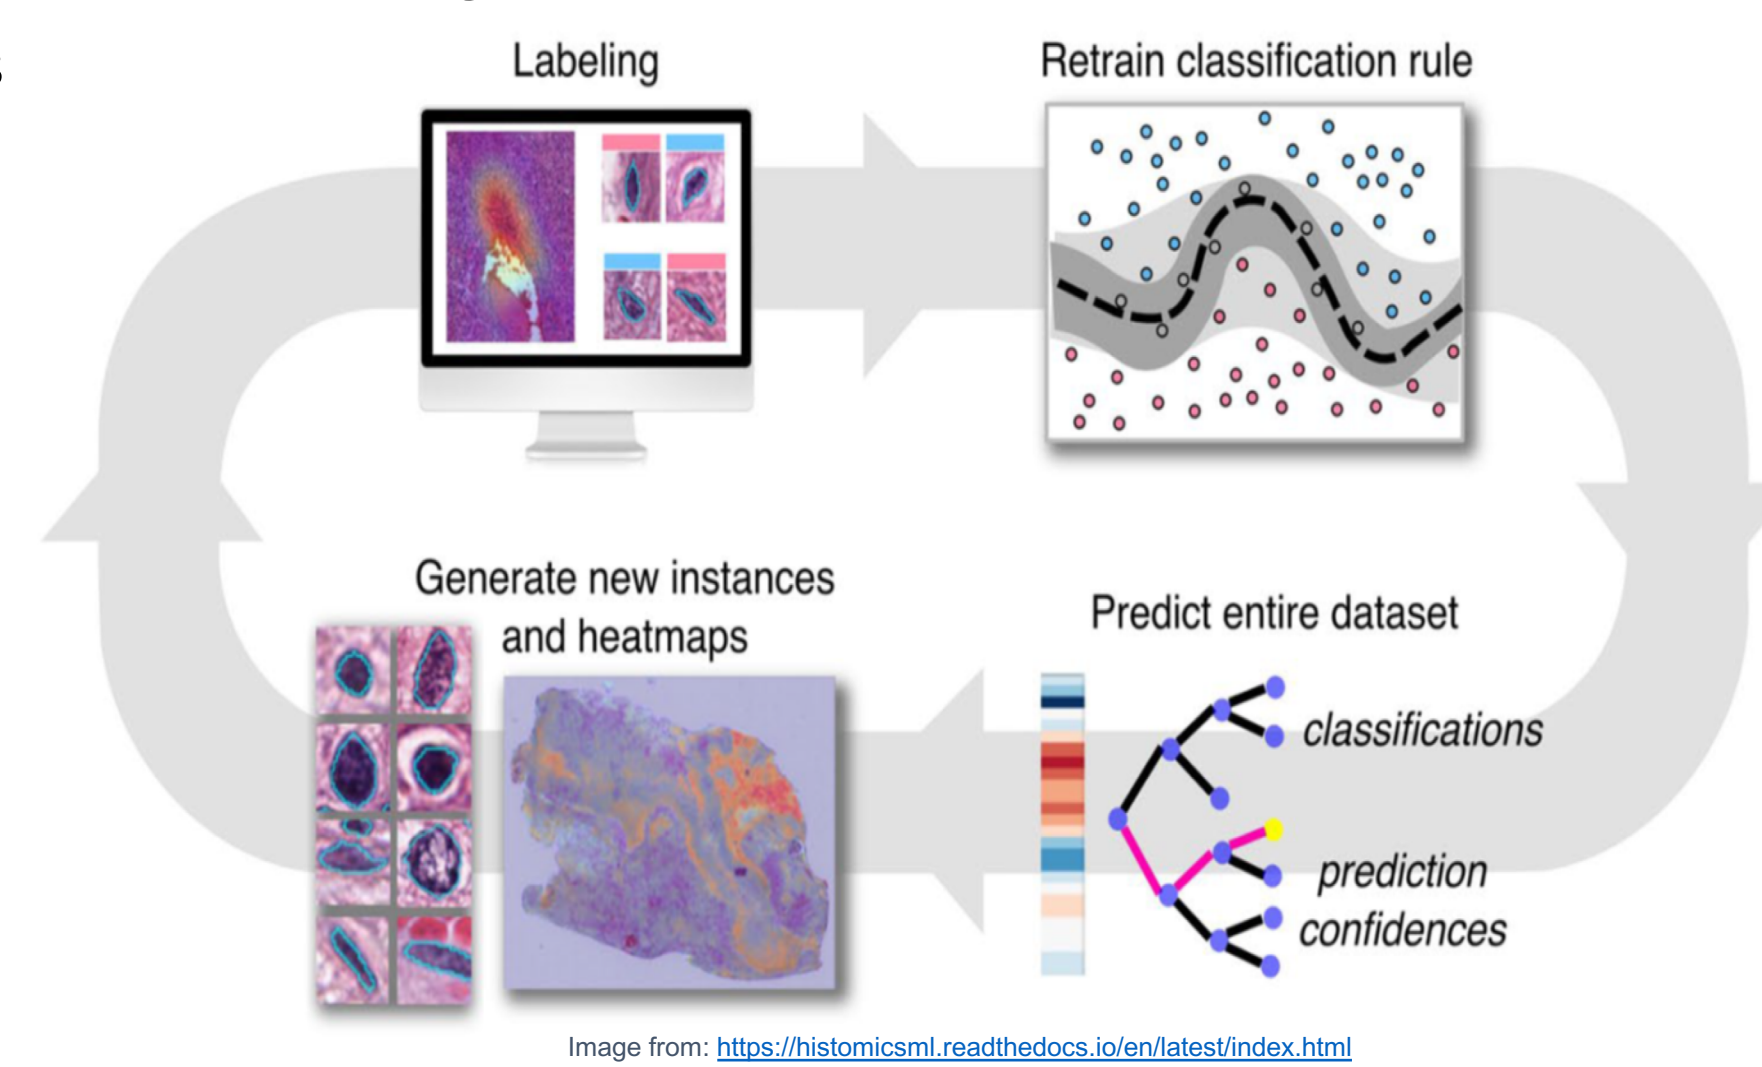 Labeling
Retrain classification rule
Generate new instances
and heatmaps
Predict entire dataset
classifications
prediction
confidences
Image from: https://histomicsml.readthedocs.io/en/latest/index.html